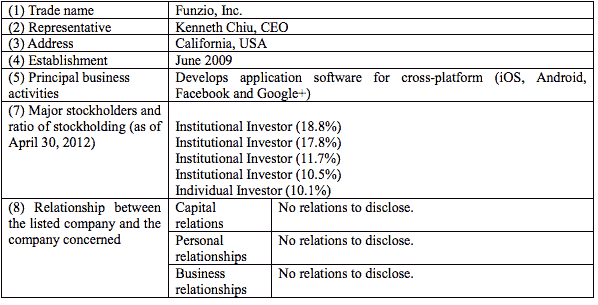 (1) Trade name Funzio, Inc.
(2) Representative Kenneth Chiu, CEO
(3) Address California, USA
(4) Establishment June 2009
(5) Principal business activities Develops application software for cross-platform (iOS, Android,
Facebook and Google+)
(7) Major stockholders and
ratio of stockholding (as of
April 30, 2012)
Institutional Investor (18.8%)
Institutional Investor (17.8%)
Institutional Investor (11.7%)
Institutional Investor (10.5%)
Individual Investor (10.1%)
(8) Relationship between
the listed company and the
company concerned
Capital
relations
No relations to disclose.
Personal
relationships
No relations to disclose.
Business
relationships
No relations to disclose.